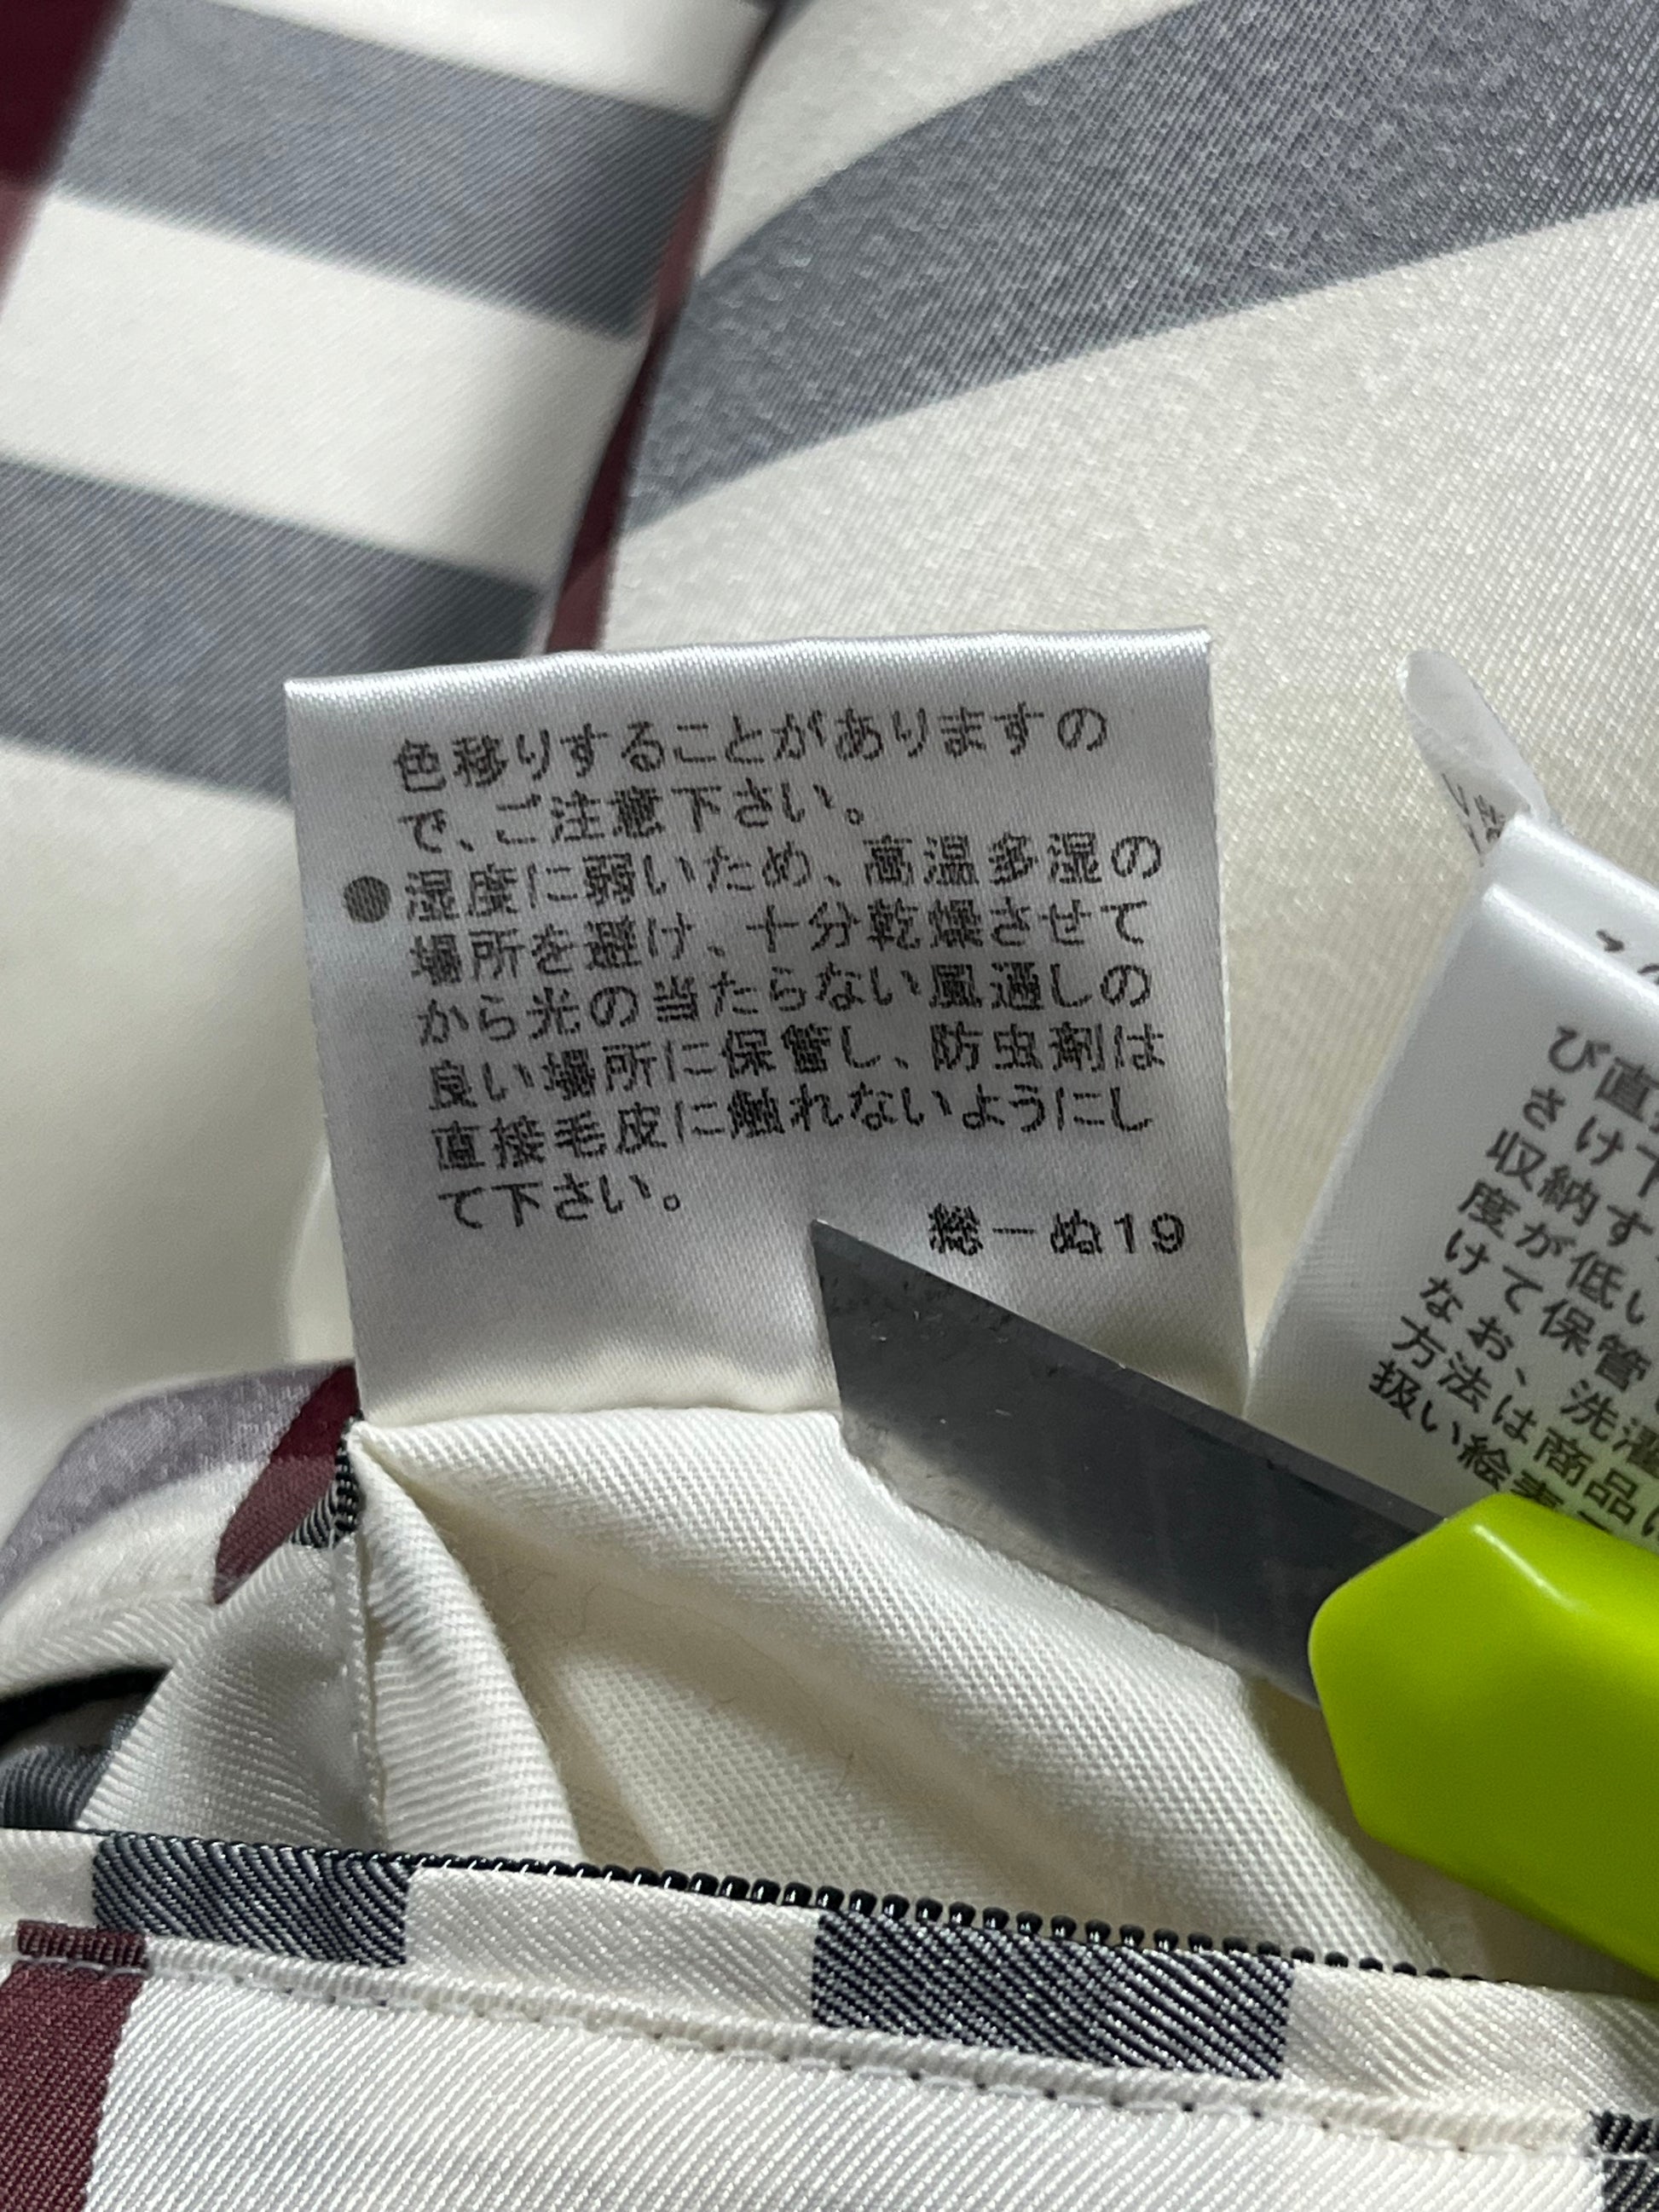 色移りすることがありますの
で、ご注意下さい。
●湿度に弱いため、高温多湿の
場所を避け、十分乾燥させて
から光の当たらない風通しの
良い場所に保管し、防虫剤は
直接毛皮に触れないようにし
て下さい。
総－ぬ19
び直
さけ下
収納す
度が低い
けて保管
なお、洗濯
方法は商品に
扱い絵表